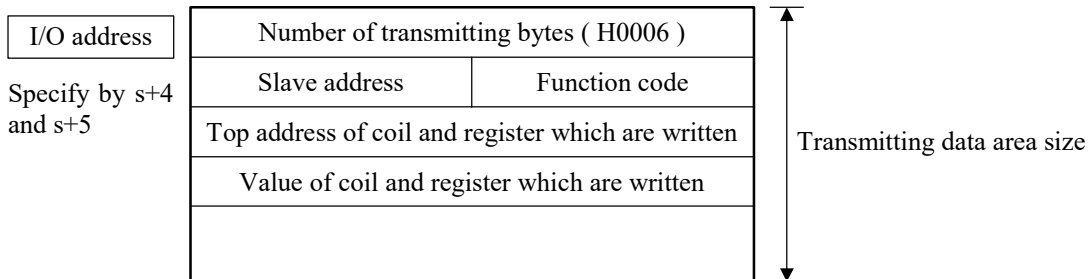 I/O address
Specify by s+4
and s+5
Number of transmitting bytes ( H0006 )
Slave address
Function code
Top address of coil and register which are written
Value of coil and register which are written
Transmitting data area size